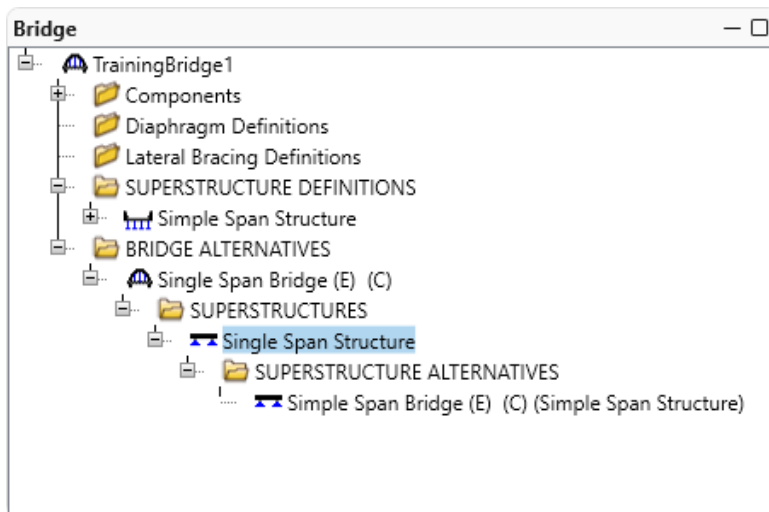 Bridge
TrainingBridge1
Components
Diaphragm Definitions
Lateral Bracing Definitions
SUPERSTRUCTURE DEFINITIONS
Simple Span Structure
BRIDGE ALTERNATIVES
Single Span Bridge (E) (C)
SUPERSTRUCTURES
Single Span Structure
SUPERSTRUCTURE ALTERNATIVES
Simple Span Bridge (E) (C) (Simple Span Structure)